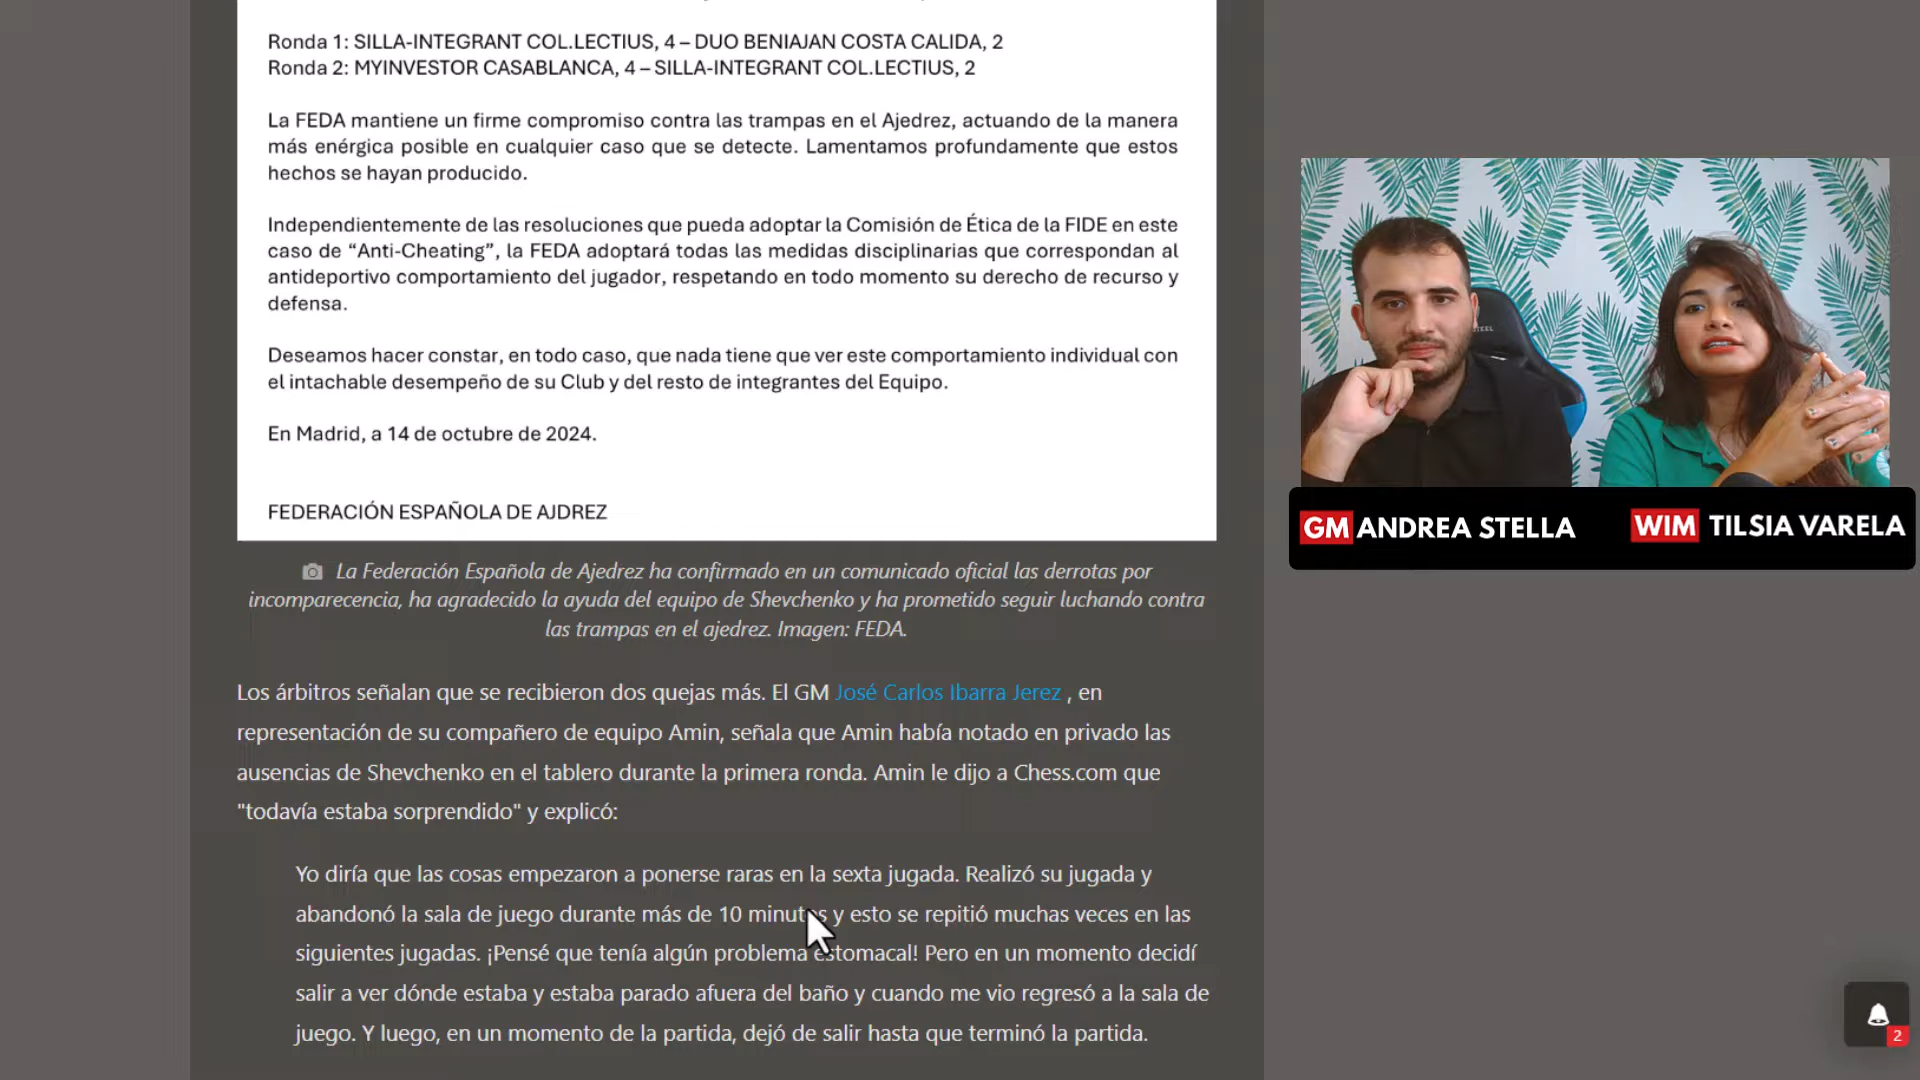 Ronda 1: SILLA-INTEGRANT COL.LECTIUS, 4 – DUO BENIAJAN COSTA CALIDA, 2
Ronda 2: MYINVESTOR CASABLANCA, 4 – SILLA-INTEGRANT COL.LECTIUS, 2
La FEDA mantiene un firme compromiso contra las trampas en el Ajedrez, actuando de la manera
más enérgica posible en cualquier caso que se detecte. Lamentamos profundamente que estos
hechos se hayan producido.
Independientemente de las resoluciones que pueda adoptar la Comisión de Ética de la FIDE en este
caso de “Anti-Cheating”, la FEDA adoptará todas las medidas disciplinarias que correspondan al
antideportivo comportamiento del jugador, respetando en todo momento su derecho de recurso y
defensa.
Deseamos hacer constar, en todo caso, que nada tiene que ver este comportamiento individual con
el intachable desempeño de su Club y del resto de integrantes del Equipo.
En Madrid, a 14 de octubre de 2024.
FEDERACIÓN ESPAÑOLA DE AJDREZ
La Federación Española de Ajedrez ha confirmado en un comunicado oficial las derrotas por
incomparecencia, ha agradecido la ayuda del equipo de Shevchenko y ha prometido seguir luchando contra
las trampas en el ajedrez. Imagen: FEDA.
Los árbitros señalan que se recibieron dos quejas más. El GM José Carlos Ibarra Jerez , en
representación de su compañero de equipo Amin, señala que Amin había notado en privado las
ausencias de Shevchenko en el tablero durante la primera ronda. Amin le dijo a Chess.com que
"todavía estaba sorprendido" y explicó:
Yo diría que las cosas empezaron a ponerse raras en la sexta jugada. Realizó su jugada y
abandonó la sala de juego durante más de 10 minutos y esto se repitió muchas veces en las
siguientes jugadas. ¡Pensé que tenía algún problema estomacal! Pero en un momento decidí
salir a ver dónde estaba y estaba parado afuera del baño y cuando me vio regresó a la sala de
juego. Y luego, en un momento de la partida, dejó de salir hasta que terminó la partida.
GM ANDREA STELLA
WIM TILSIA VARELA
2